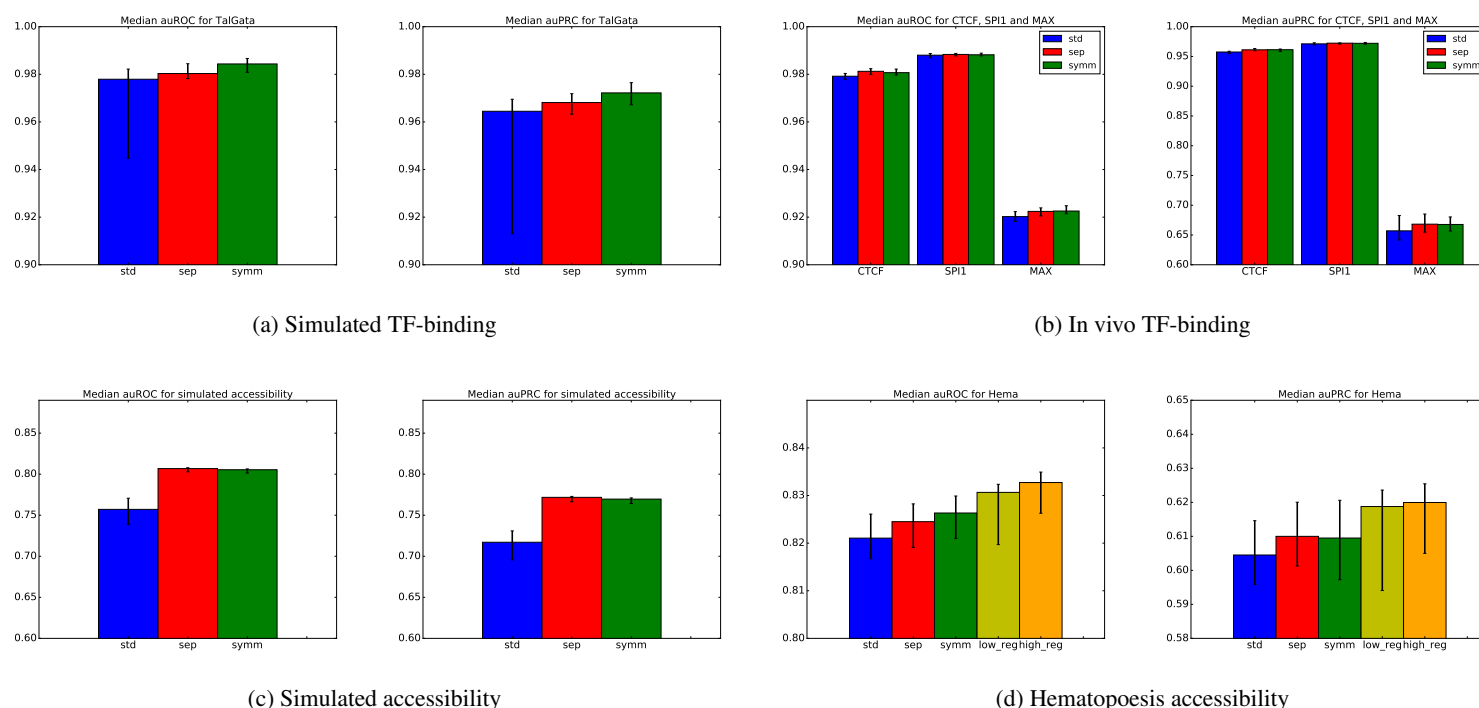 Median auROC for TalGata
1.00
0.98
0.96
0.94
0.92
0.90
std sep symm
Median auPRC for TalGata
1.00
0.98
0.96
0.94
0.92
0.90
std sep symm
(a) Simulated TF-binding
Median auROC for CTCF, SPI1 and MAX
1.00
0.98
0.96
0.94
0.92
0.90
std
sep
symm
CTCF SPI1 MAX
Median auPRC for CTCF, SPI1 and MAX
1.00
0.95
0.90
0.85
0.80
0.75
0.70
0.65
0.60
std
sep
symm
CTCF SPI1 MAX
(b) In vivo TF-binding
Median auROC for simulated accessibility
0.85
0.80
0.75
0.70
0.65
0.60
std sep symm
Median auPRC for simulated accessibility
0.85
0.80
0.75
0.70
0.65
0.60
std sep symm
(c) Simulated accessibility
Median auROC for Hema
0.84
0.83
0.82
0.81
0.80
std sep symm low_reg high_reg
Median auPRC for Hema
0.65
0.64
0.63
0.62
0.61
0.60
0.59
0.58
std sep symm low_reg high_reg
(d) Hematopoesis accessibility